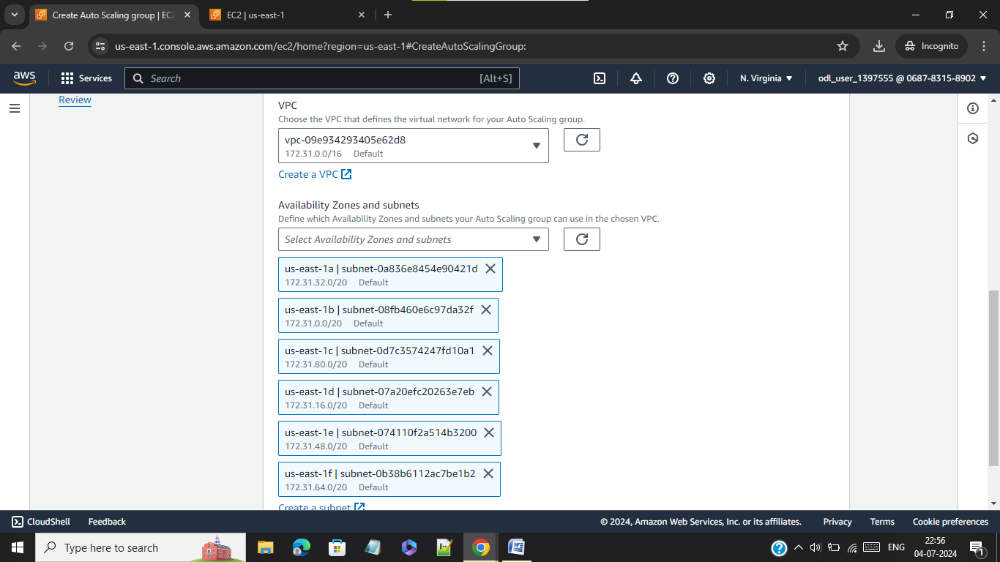 Create Auto Scaling group | EC2
EC2 | us-east-1
us-east-1.console.aws.amazon.com/ec2/home?region=us-east-1#CreateAutoScalingGroup:
Incognito
aws
Services
Search
[Alt+S]
N. Virginia
odl_user_1397555 @ 0687-8315-8902
Review
VPC
Choose the VPC that defines the virtual network for your Auto Scaling group.
vpc-09e934293405e62d8
172.31.0.0/16 Default
Create a VPC
Availability Zones and subnets
Define which Availability Zones and subnets your Auto Scaling group can use in the chosen VPC.
Select Availability Zones and subnets
us-east-1a | subnet-0a836e8454e90421d
172.31.32.0/20 Default
us-east-1b | subnet-08fb460e6c97da32f
172.31.0.0/20 Default
us-east-1c | subnet-0d7c3574247fd10a1
172.31.80.0/20 Default
us-east-1d | subnet-07a20efc20263e7eb
172.31.16.0/20 Default
us-east-1e | subnet-074110f2a514b3200
172.31.48.0/20 Default
us-east-1f | subnet-0b38b6112ac7be1b2
172.31.64.0/20 Default
Create a subnet
CloudShell
Feedback
© 2024, Amazon Web Services, Inc. or its affiliates.
Privacy
Terms
Cookie preferences
Type here to search
ENG
22:56
04-07-2024
1